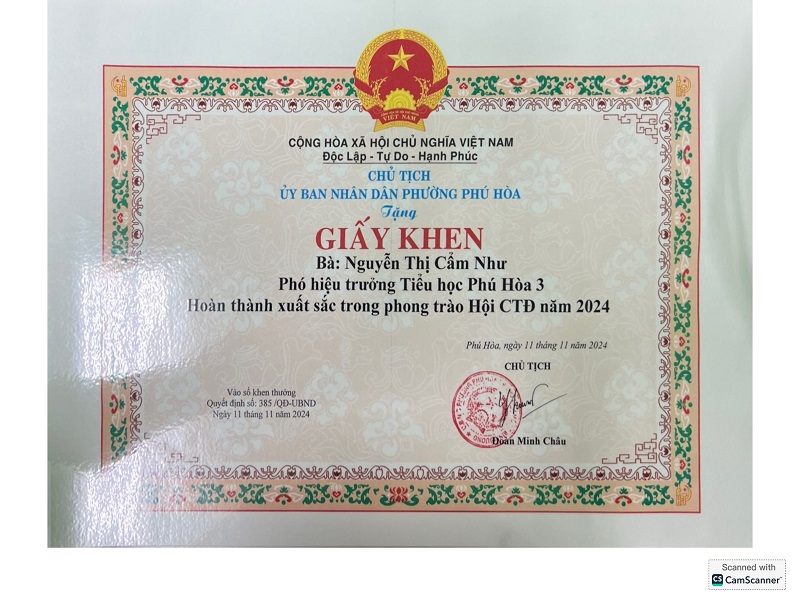 VIỆT NAM
CỘNG HÒA XÃ HỘI CHỦ NGHĨA VIỆT NAM
Độc Lập - Tự Do - Hạnh Phúc
CHỦ TỊCH
ỦY BAN NHÂN DÂN PHƯỜNG PHÚ HÒA
Tặng
GIẤY KHEN
Bà: Nguyễn Thị Cẩm Như
Phó hiệu trưởng Tiểu học Phú Hòa 3
Hoàn thành xuất sắc trong phong trào Hội CTĐ năm 2024
Phú Hòa, ngày 11 tháng 11 năm 2024
CHỦ TỊCH
Vào sổ khen thưởng
Quyết định số: 385 /QĐ-UBND
Ngày 11 tháng 11 năm 2024
Đoàn Minh Châu
Scanned with
CS CamScanner